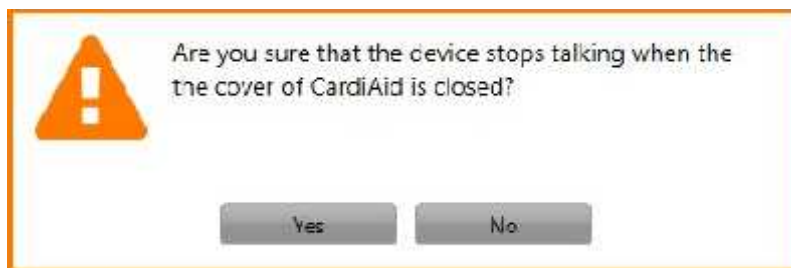 Are you sure that the device stops talking when the
the cover of CardiAid is closed?
Yes
No